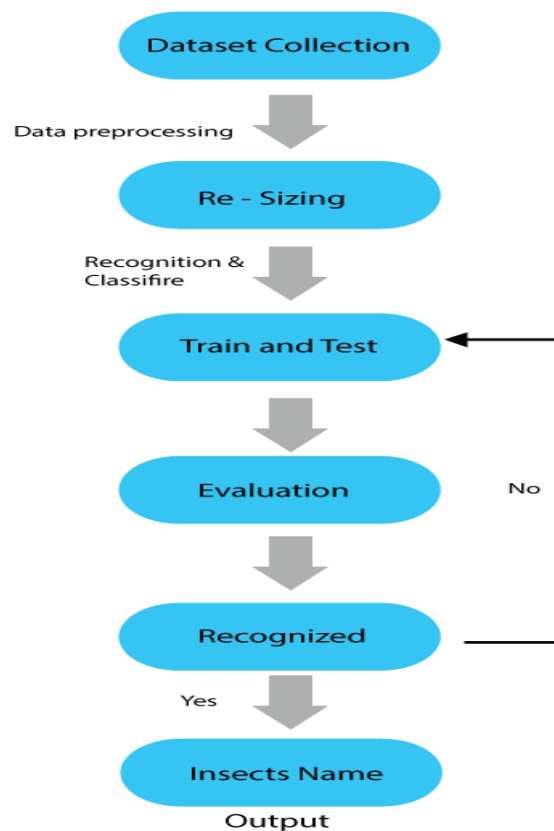 Dataset Collection
Data preprocessing
Re - Sizing
Recognition &
Classifire
Train and Test
Evaluation
No
Recognized
Yes
Insects Name
Output